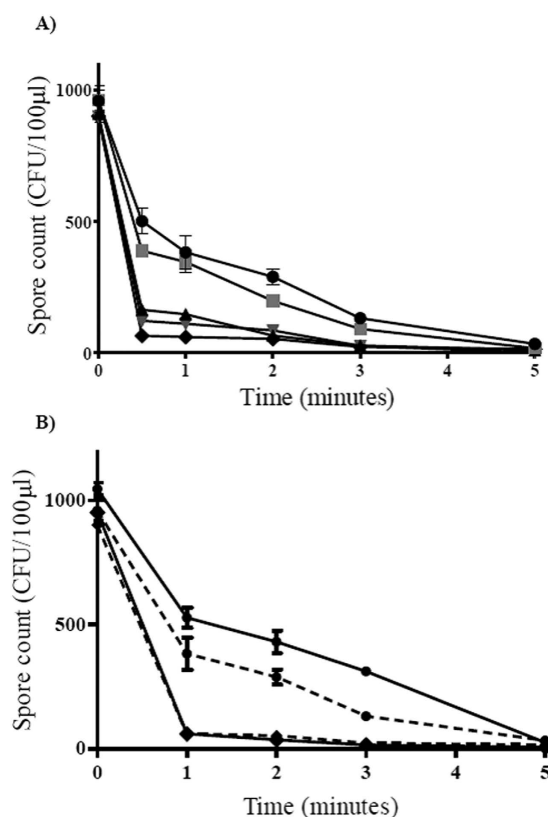 A)
Spore count (CFU/100µl)
1000
500
0
0 1 2 3 4 5
Time (minutes)
B)
Spore count (CFU/100µl)
1000
500
0
0 1 2 3 4 5
Time (minutes)